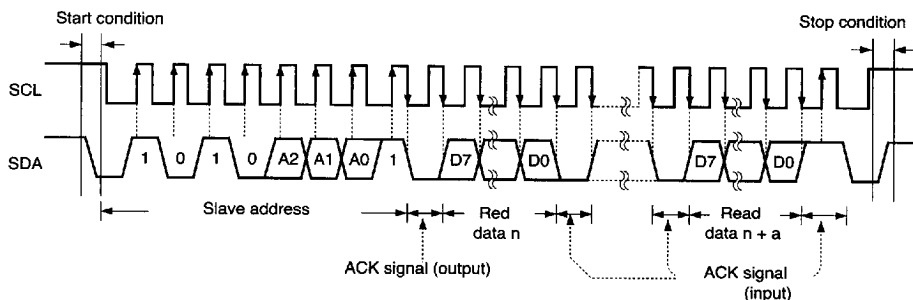 Start condition
Stop condition
SCL
SDA
1 0 1 0 A2 A1 A0 1 D7 D0 D7 D0
Slave address
Red
data n
Read
data n + a
ACK signal (output)
ACK signal
(input)